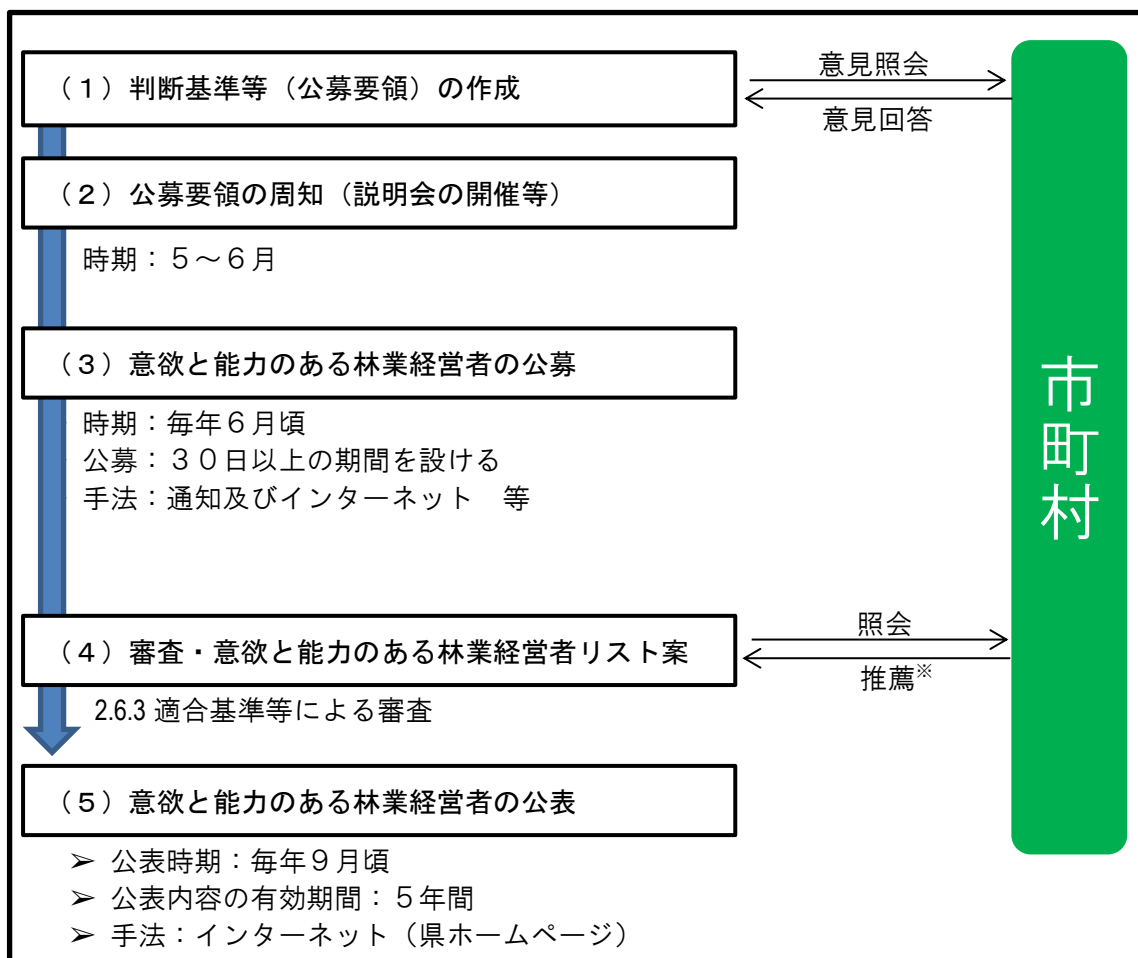 （１）判断基準等（公募要領）の作成
意見照会
意見回答
（２）公募要領の周知（説明会の開催等）
時期：５～６月
（３）意欲と能力のある林業経営者の公募
時期：毎年６月頃
公募：３０日以上の期間を設ける
手法：通知及びインターネット　等
市町村
（４）審査・意欲と能力のある林業経営者リスト案
照会
推薦※
2.6.3 適合基準等による審査
（５）意欲と能力のある林業経営者の公表
➢ 公表時期：毎年９月頃
➢ 公表内容の有効期間：５年間
➢ 手法：インターネット（県ホームページ）